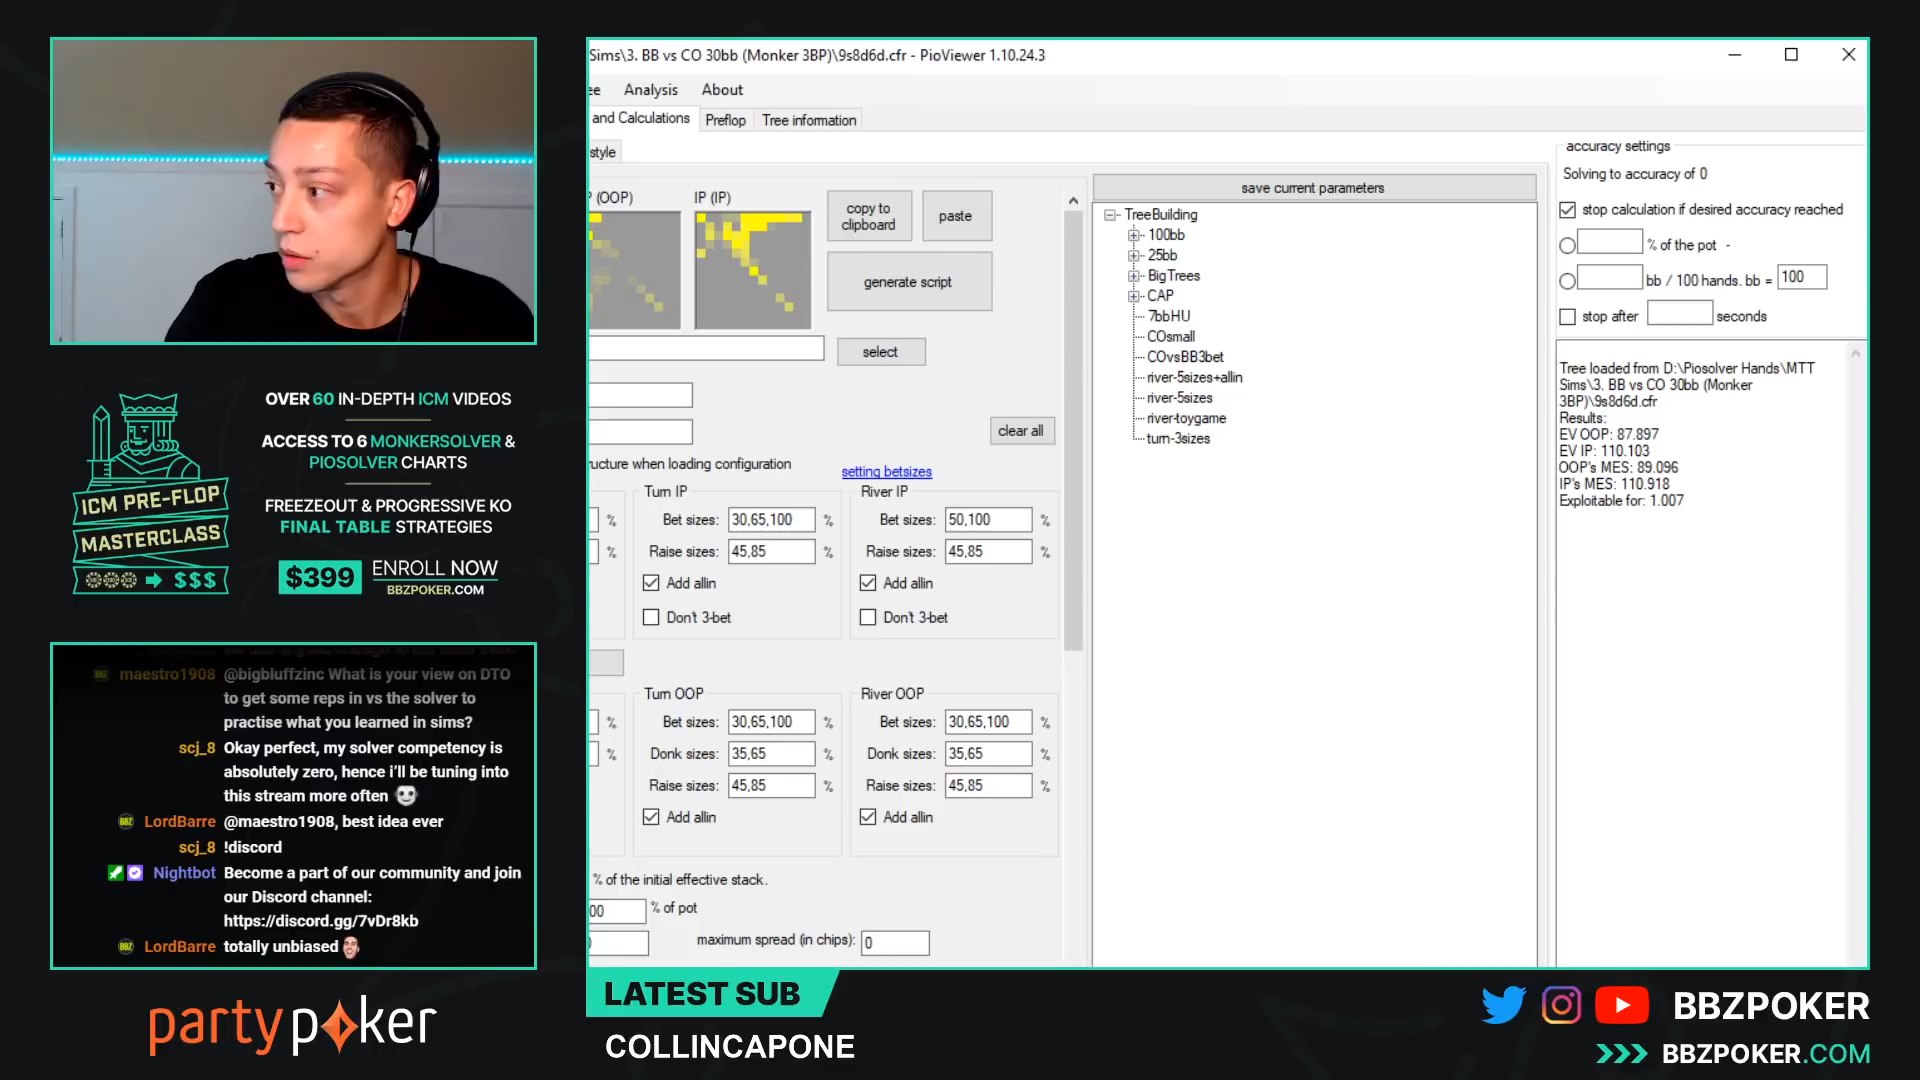 OVER 60 IN-DEPTH ICM VIDEOS
ACCESS TO 6 MONKERSOLVER &
PIOSOLVER CHARTS
FREEZEOUT & PROGRESSIVE KO
FINAL TABLE STRATEGIES
$399 ENROLL NOW
BBZPOKER.COM
ICM PRE-FLOP
MASTERCLASS
$$$
maestro1908 @bigbluffzinc What is your view on DTO
to get some reps in vs the solver to
practise what you learned in sims?
scj_8 Okay perfect, my solver competency is
absolutely zero, hence i'll be tuning into
this stream more often
BBZ LordBarre @maestro1908, best idea ever
scj_8 !discord
Nightbot Become a part of our community and join
our Discord channel:
https://discord.gg/7vDr8kb
BBZ LordBarre totally unbiased
partypoker
Sims\3. BB vs CO 30bb (Monker 3BP)\9s8d6d.cfr - PioViewer 1.10.24.3
ee Analysis About
and Calculations Preflop Tree information
style
(OOP) IP (IP)
copy to
clipboard
paste
generate script
select
clear all
ucture when loading configuration
setting betsizes
Turn IP
% Bet sizes: 30,65,100 %
% Raise sizes: 45,85 %
Add allin
Don't 3-bet
River IP
Bet sizes: 50,100 %
Raise sizes: 45,85 %
Add allin
Don't 3-bet
Turn OOP
% Bet sizes: 30,65,100 %
% Donk sizes: 35,65 %
Raise sizes: 45,85 %
Add allin
River OOP
Bet sizes: 30,65,100 %
Donk sizes: 35,65 %
Raise sizes: 45,85 %
Add allin
% of the initial effective stack.
00 % of pot
maximum spread (in chips): 0
save current parameters
TreeBuilding
100bb
25bb
BigTrees
CAP
7bbHU
COsmall
COvsBB3bet
river-5sizes+allin
river-5sizes
river-toygame
turn-3sizes
accuracy settings
Solving to accuracy of 0
stop calculation if desired accuracy reached
% of the pot -
bb / 100 hands. bb = 100
stop after seconds
Tree loaded from D:\Piosolver Hands\MTT
Sims\3. BB vs CO 30bb (Monker
3BP)\9s8d6d.cfr
Results:
EV OOP: 87.897
EV IP: 110.103
OOP's MES: 89.096
IP's MES: 110.918
Exploitable for: 1.007
LATEST SUB
COLLINCAPONE
BBZPOKER
>>> BBZPOKER.COM